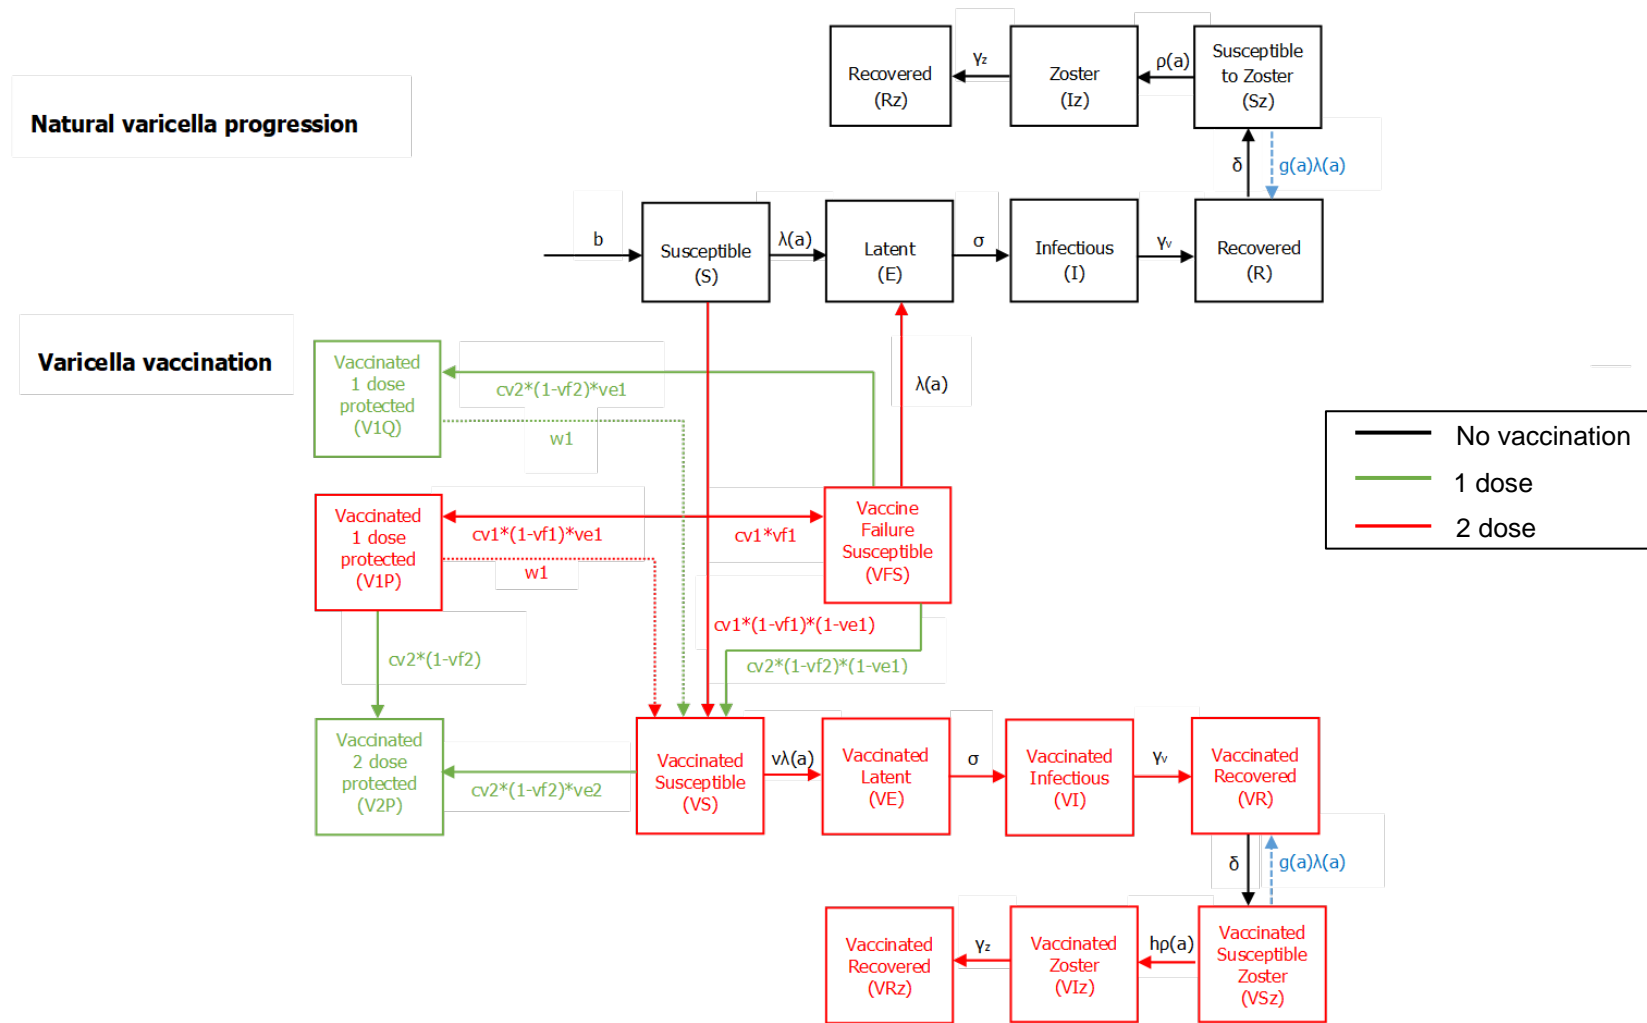 Natural varicella progression
Recovered
(Rz)
γz
Zoster
(Iz)
ρ(a)
Susceptible
to Zoster
(Sz)
δ
g(a)λ(a)
b
Susceptible
(S)
λ(a)
Latent
(E)
σ
Infectious
(I)
γv
Recovered
(R)
Varicella vaccination
Vaccinated
1 dose
protected
(V1Q)
cv2*(1-vf2)*ve1
w1
λ(a)
No vaccination
1 dose
2 dose
Vaccinated
1 dose
protected
(V1P)
cv1*(1-vf1)*ve1
w1
cv1*vf1
Vaccine
Failure
Susceptible
(VFS)
cv1*(1-vf1)*(1-ve1)
cv2*(1-vf2)*(1-ve1)
cv2*(1-vf2)
Vaccinated
2 dose
protected
(V2P)
cv2*(1-vf2)*ve2
Vaccinated
Susceptible
(VS)
vλ(a)
Vaccinated
Latent
(VE)
σ
Vaccinated
Infectious
(VI)
γv
Vaccinated
Recovered
(VR)
δ
g(a)λ(a)
Vaccinated
Recovered
(VRz)
γz
Vaccinated
Zoster
(VIz)
hρ(a)
Vaccinated
Susceptible
Zoster
(VSz)